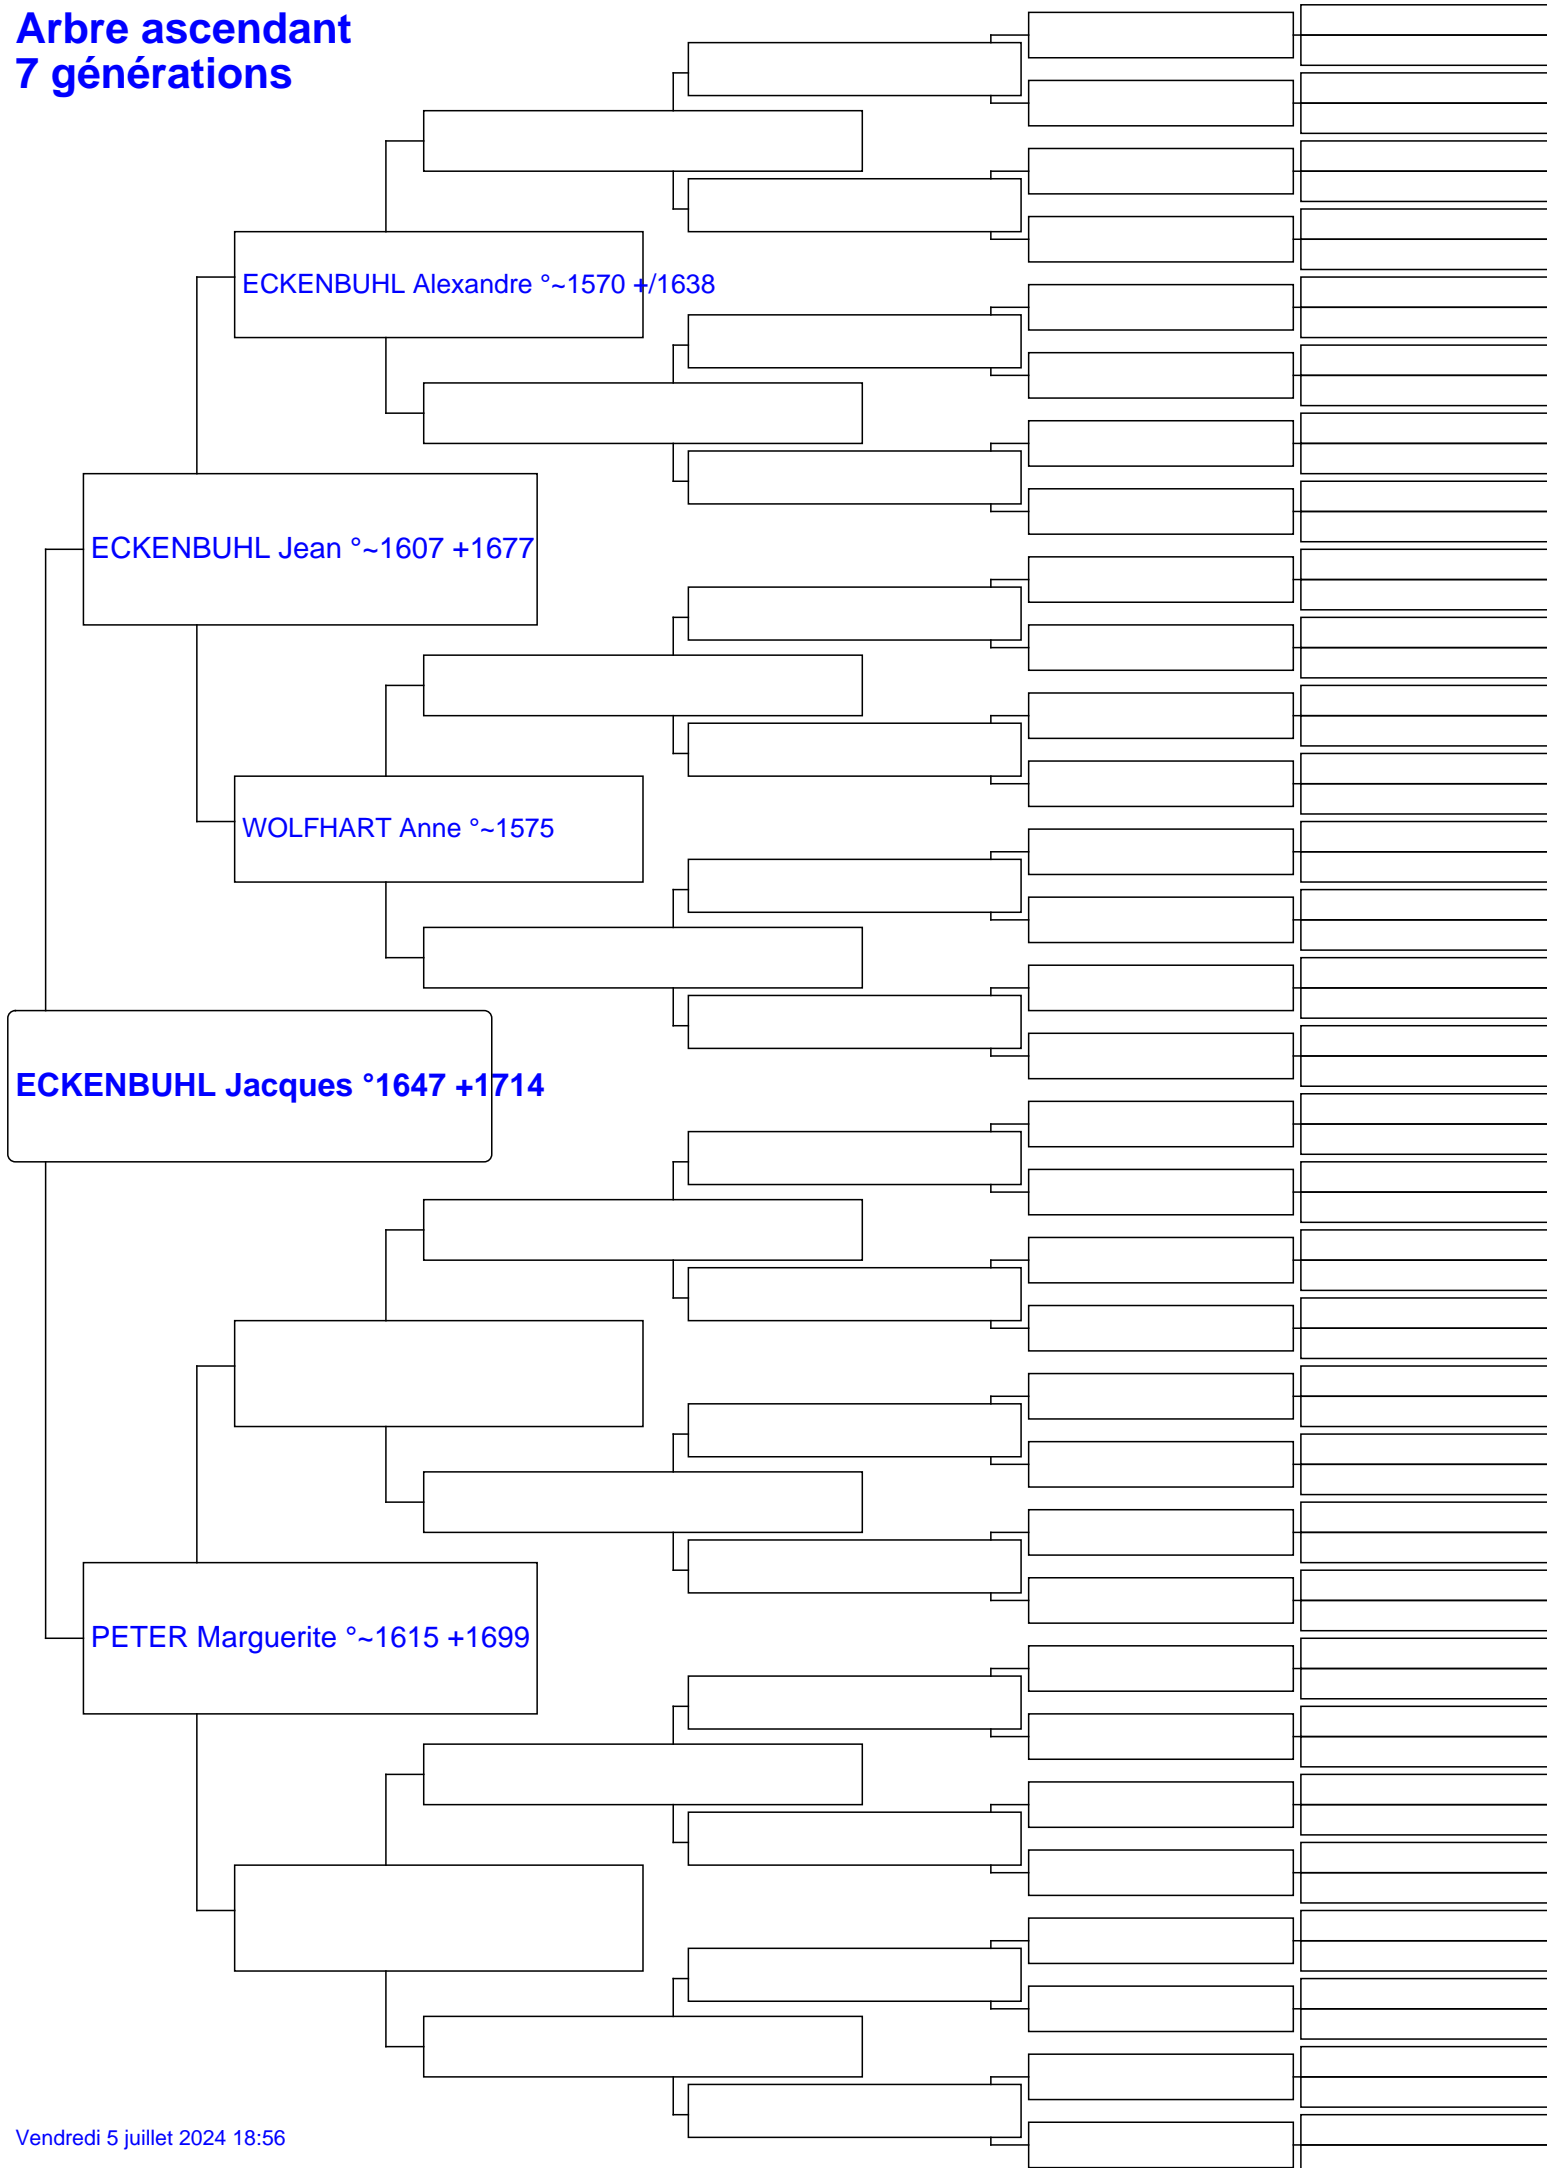 Arbre ascendant
7 générations
ECKENBUHL Alexandre °~1570 +/1638
ECKENBUHL Jean °~1607 +1677
WOLFHART Anne °~1575
ECKENBUHL Jacques °1647 +1714
PETER Marguerite °~1615 +1699
Vendredi 5 juillet 2024 18:56